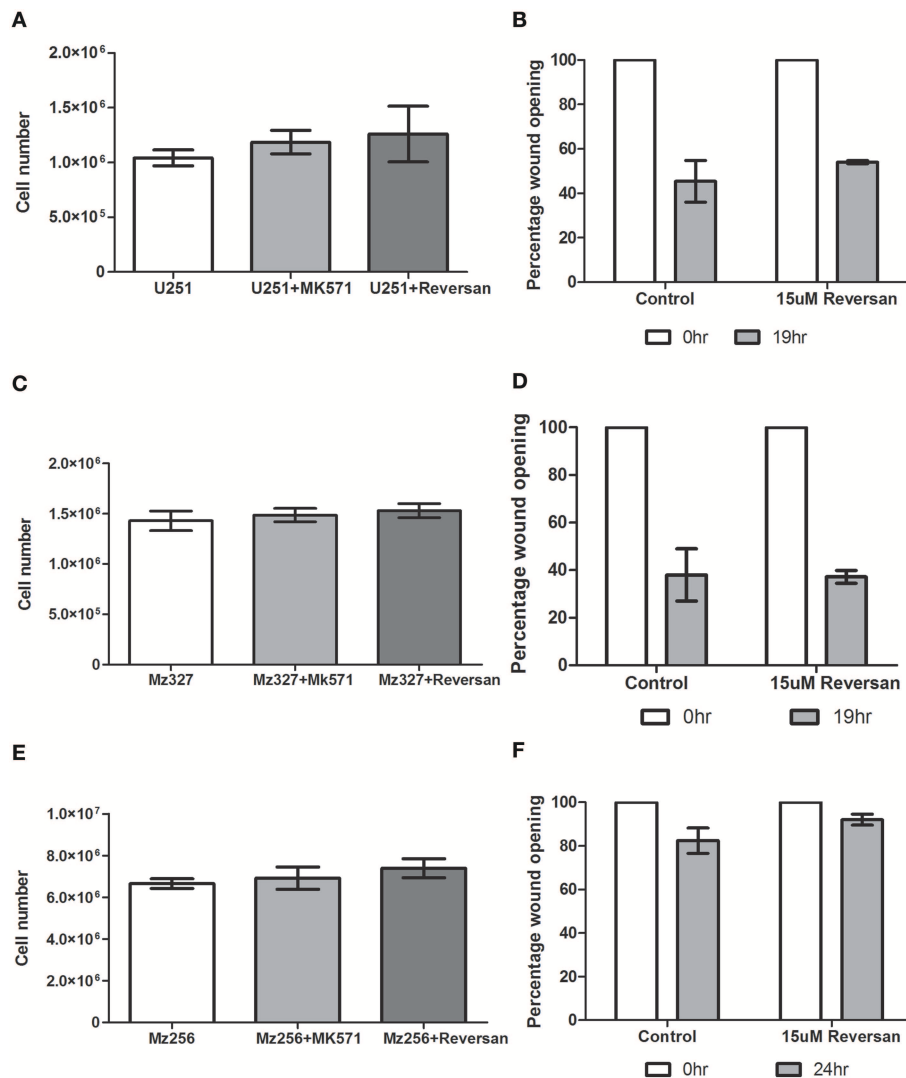 A
Cell number
2.0×10⁶
1.5×10⁶
1.0×10⁶
5.0×10⁵
0
U251 U251+MK571 U251+Reversan
B
Percentage wound opening
100
80
60
40
20
0
Control 15uM Reversan
0hr 19hr
C
Cell number
2.0×10⁶
1.5×10⁶
1.0×10⁶
5.0×10⁵
0
Mz327 Mz327+Mk571 Mz327+Reversan
D
Percentage wound opening
100
80
60
40
20
0
Control 15uM Reversan
0hr 19hr
E
Cell number
1.0×10⁷
8.0×10⁶
6.0×10⁶
4.0×10⁶
2.0×10⁶
0
Mz256 Mz256+MK571 Mz256+Reversan
F
Percentage wound opening
100
80
60
40
20
0
Control 15uM Reversan
0hr 24hr